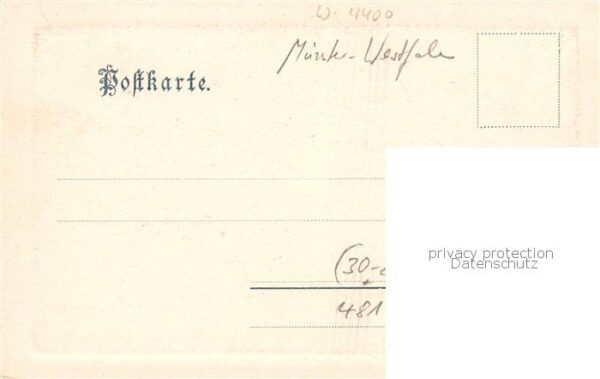 W-4400
Münster-Westfalen
Postkarte.
privacy protection
Datenschutz
(30-
481